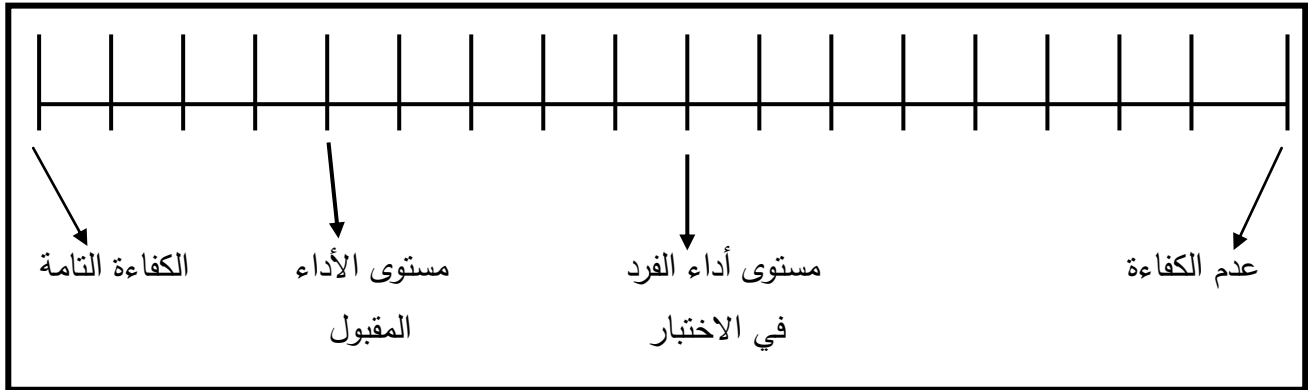 عدم الكفاءة
مستوى أداء الفرد
في الاختبار
مستوى الأداء
المقبول
الكفاءة التامة